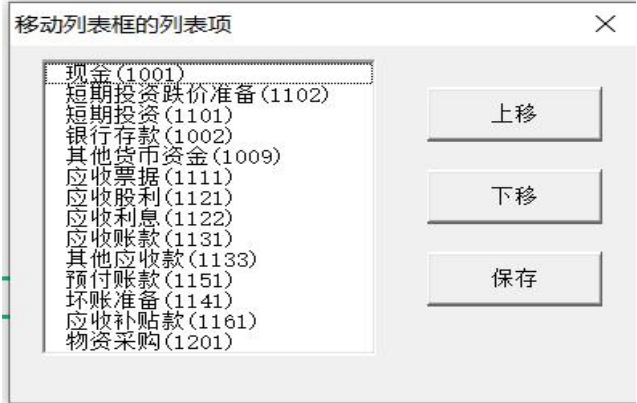 移动列表框的列表项
现金(1001)
短期投资跌价准备(1102)
短期投资(1101)
银行存款(1002)
其他货币资金(1009)
应收票据(1111)
应收股利(1121)
应收利息(1122)
应收账款(1131)
其他应收款(1133)
预付账款(1151)
坏账准备(1141)
应收补贴款(1161)
物资采购(1201)
上移
下移
保存